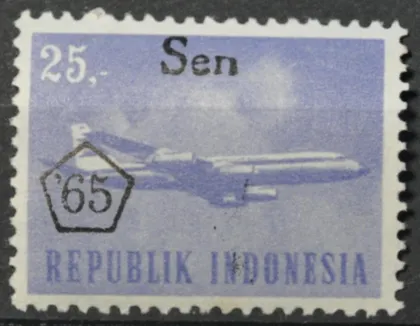 25,- Sen
'65
REPUBLIK INDONESIA